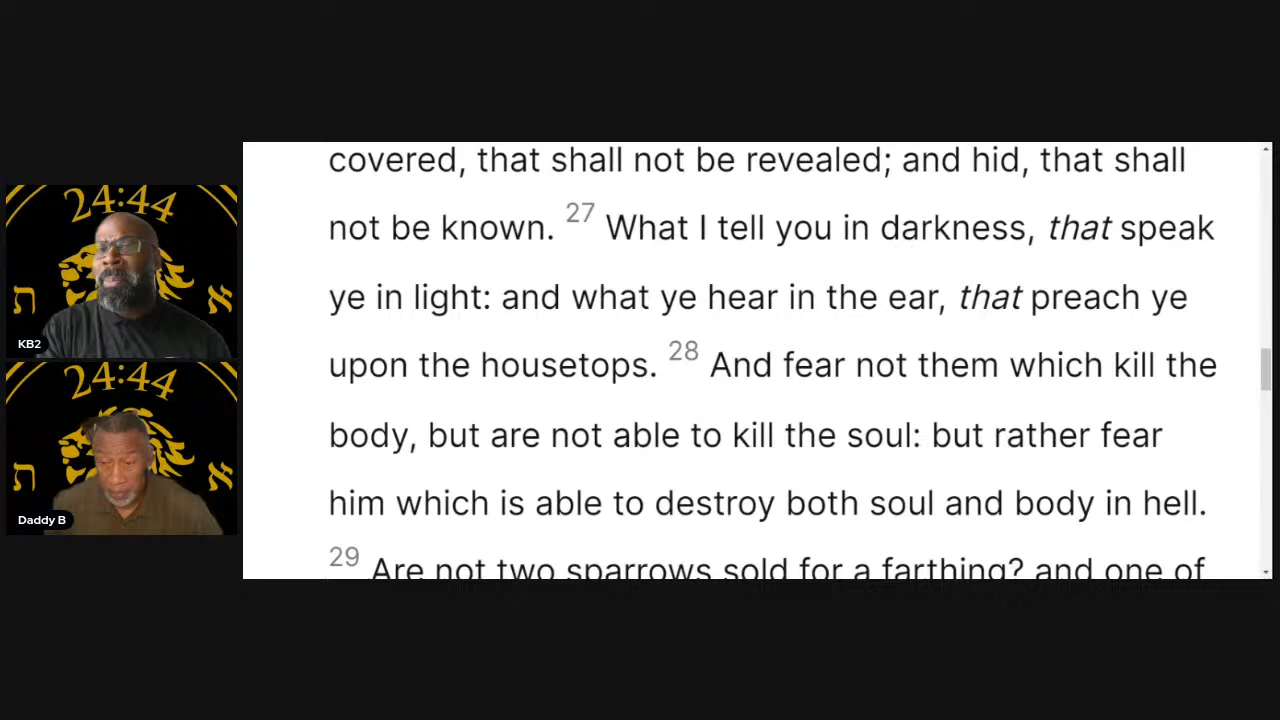 24:44
ת
א
KB2
24:44
ת
א
Daddy B
covered, that shall not be revealed; and hid, that shall
not be known. 27 What I tell you in darkness, that speak
ye in light: and what ye hear in the ear, that preach ye
upon the housetops. 28 And fear not them which kill the
body, but are not able to kill the soul: but rather fear
him which is able to destroy both soul and body in hell.
29 Are not two sparrows sold for a farthing? and one of